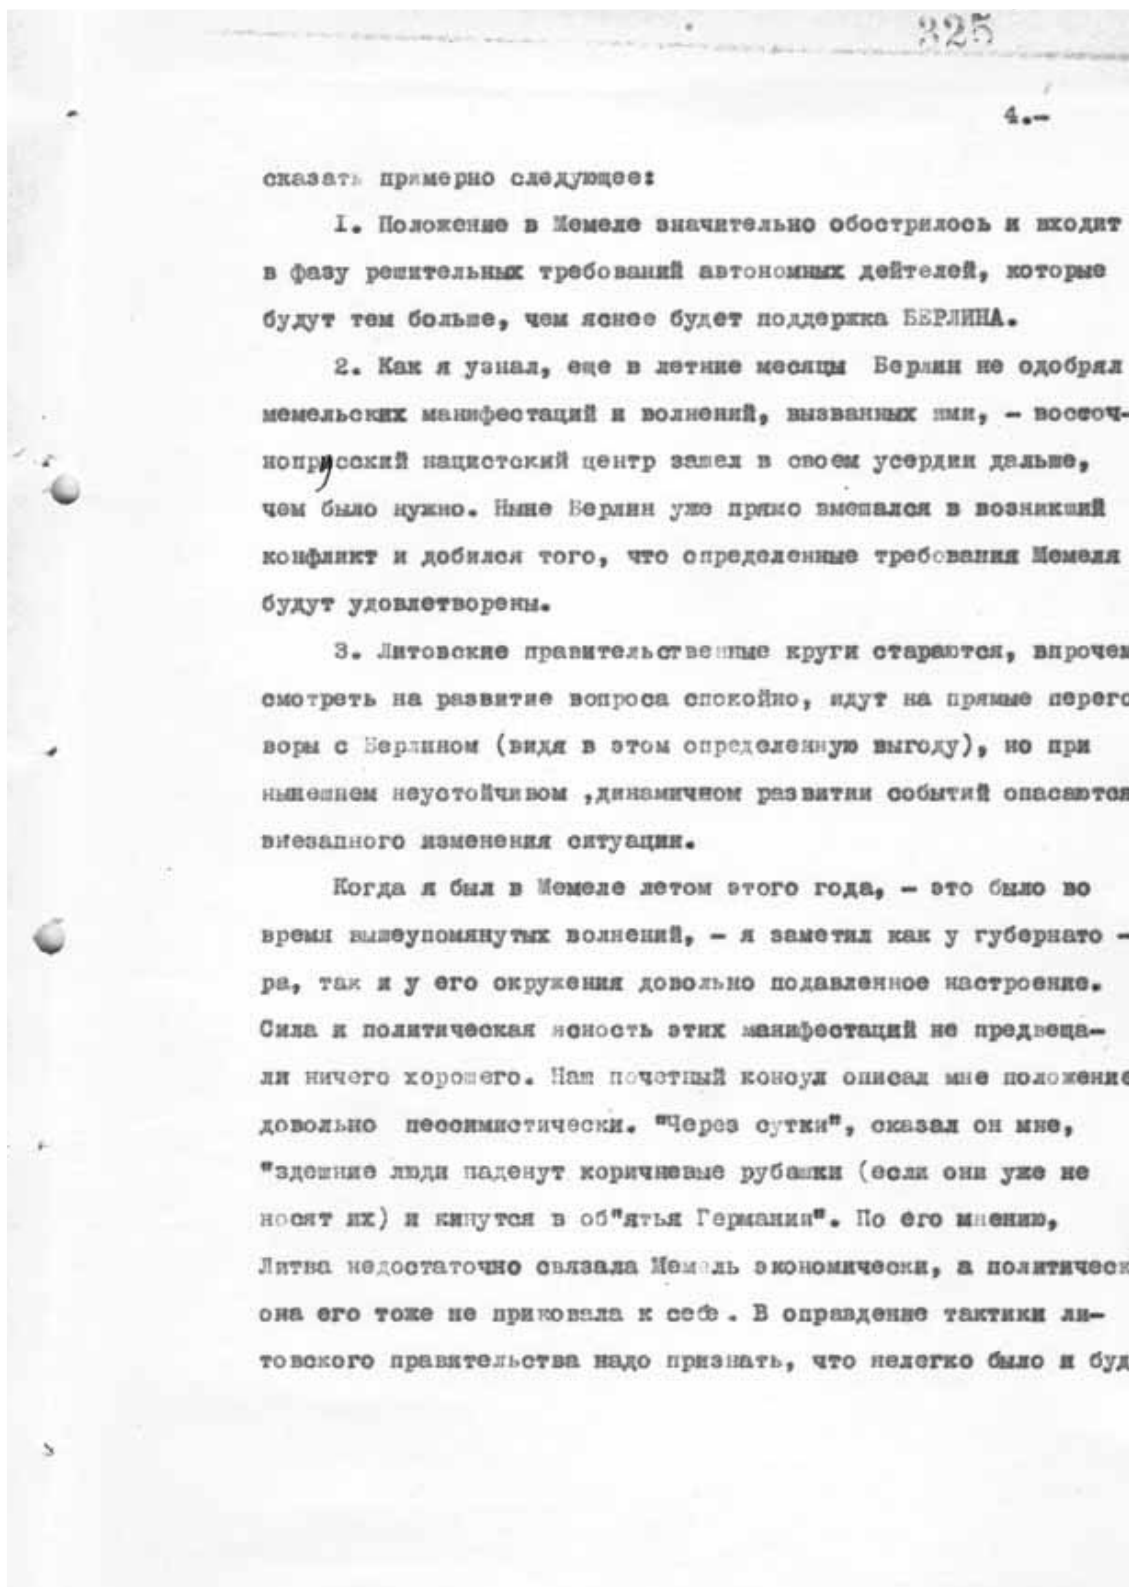 325
4.-
сказать примерно следующее:
I. Положение в Мемеле значительно обострилось и входит
в фазу решительных требований автономных дейтелей, которые
будут тем больше, чем яснее будет поддержка БЕРЛИНА.
2. Как я узнал, еще в летние месяцы Берлин не одобрял
мемельских манифестаций и волнений, вызванных ими, - восточ-
нопрусский нацистский центр зашел в своем усердии дальше,
чем было нужно. Ныне Берлин уже прямо вмешался в возникший
конфликт и добился того, что определенные требования Мемеля
будут удовлетворены.
3. Литовские правительственные круги стараются, впрочем
смотреть на развитие вопроса спокойно, идут на прямые перего
воры с Берлином (видя в этом определенную выгоду), но при
нынешнем неустойчивом ,динамичном развитии событий опасаются
внезапного изменения ситуации.
Когда я был в Мемеле летом этого года, - это было во
время вышеупомянутых волнений, - я заметил как у губернато -
ра, так и у его окружения довольно подавленное настроение.
Сила и политическая ясность этих манифестаций не предвеща-
ли ничего хорошего. Наш почетный консул описал мне положение
довольно пессимистически. "Через сутки", сказал он мне,
"здешние люди наденут коричневые рубашки (если они уже не
носят их) и кинутся в об"ятья Германии". По его мнению,
Литва недостаточно связала Мемель экономически, а политическ
она его тоже не приковала к себе. В оправдение тактики ли-
товского правительства надо признать, что нелегко было и буд